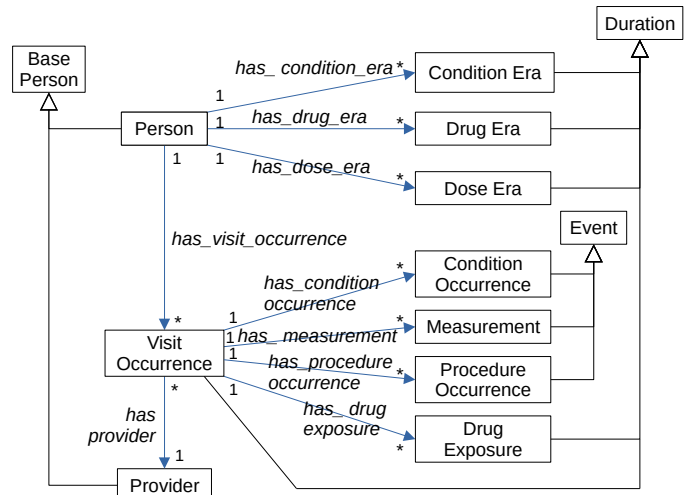 Duration
Base
Person
has_ condition_era
*
Condition Era
1
Person
1
has_drug_era
*
Drug Era
1
1
has_dose_era
*
Dose Era
has_visit_occurrence
Event
has_condition
occurrence
*
Condition
Occurrence
*
1
Visit
Occurrence
1
has_ measurement
*
Measurement
1
has_procedure
occurrence
*
Procedure
Occurrence
*
1
has_ drug
exposure
*
Drug
Exposure
has
provider
1
Provider